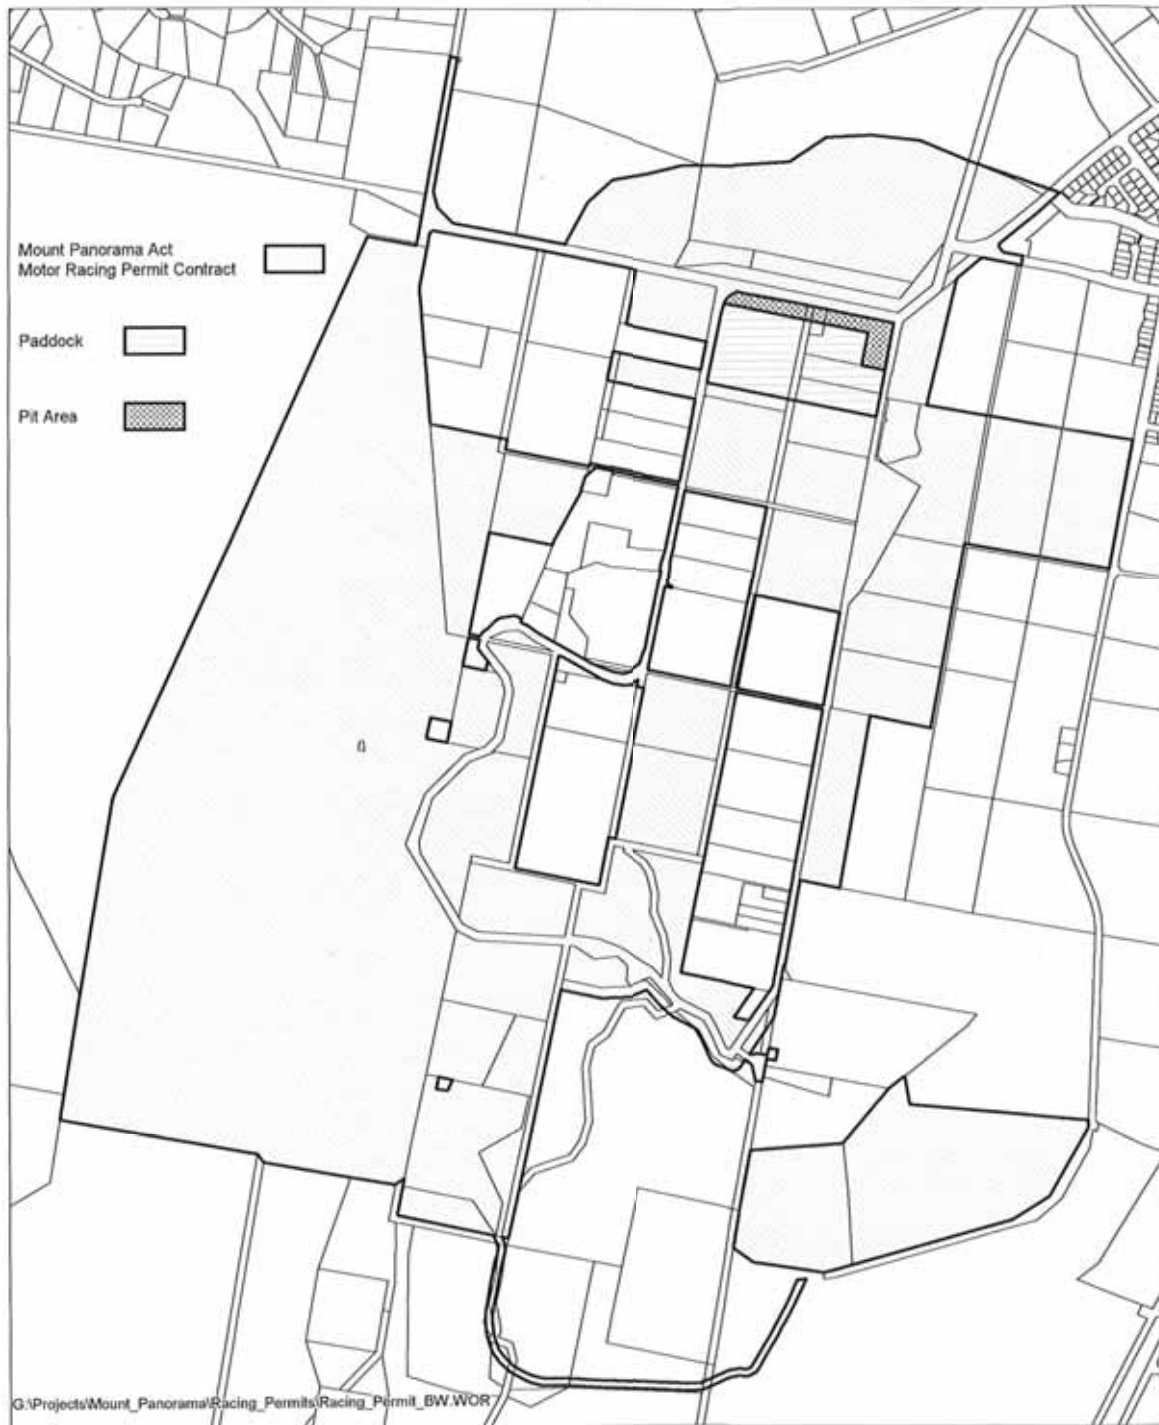 Mount Panorama Act
Motor Racing Permit Contract
Paddock
Pit Area
G:\Projects\Mount_Panorama\Racing_Permits\Racing_Permit_BW.WOR